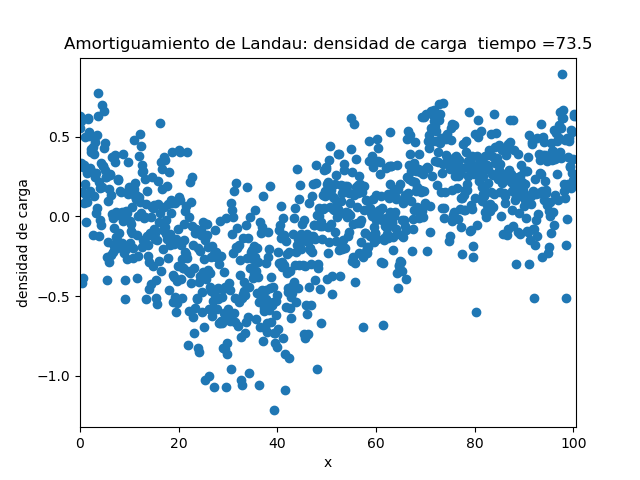 Amortiguamiento de Landau: densidad de carga  tiempo =73.5
densidad de carga
0.5
0.0
−0.5
−1.0
0 20 40 60 80 100
x